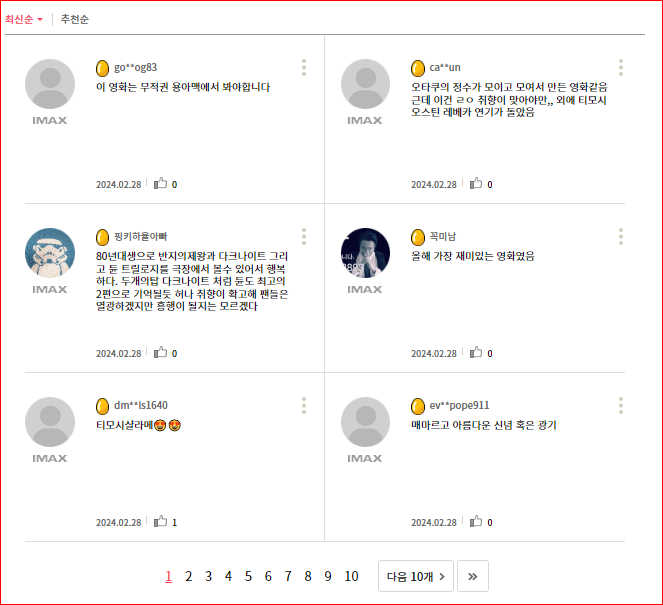 최신순 추천순
go**og83
이 영화는 무적권 용아맥에서 봐야합니다
IMAX
2024.02.28 0
ca**un
오타쿠의 정수가 모이고 모여서 만든 영화같음
근데 이건 ㄹㅇ 취향이 맞아야만,, 외에 티모시
오스틴 레베카 연기가 돌았음
IMAX
2024.02.28 0
핑키하율아빠
80년대생으로 반지의제왕과 다크나이트 그리
고 듄 트릴로지를 극장에서 볼수 있어서 행복
하다. 두개의탑 다크나이트 처럼 듄도 최고의
2편으로 기억될듯 허나 취향이 확고해 팬들은
열광하겠지만 흥행이 될지는 모르겠다
IMAX
2024.02.28 0
꼭미남
올해 가장 재미있는 영화였음
IMAX
2024.02.28 0
dm**ls1640
티모시샬라메🤩🤩
IMAX
2024.02.28 1
ev**pope911
매마르고 아름다운 신념 혹은 광기
IMAX
2024.02.28 0
1 2 3 4 5 6 7 8 9 10 다음 10개 > »